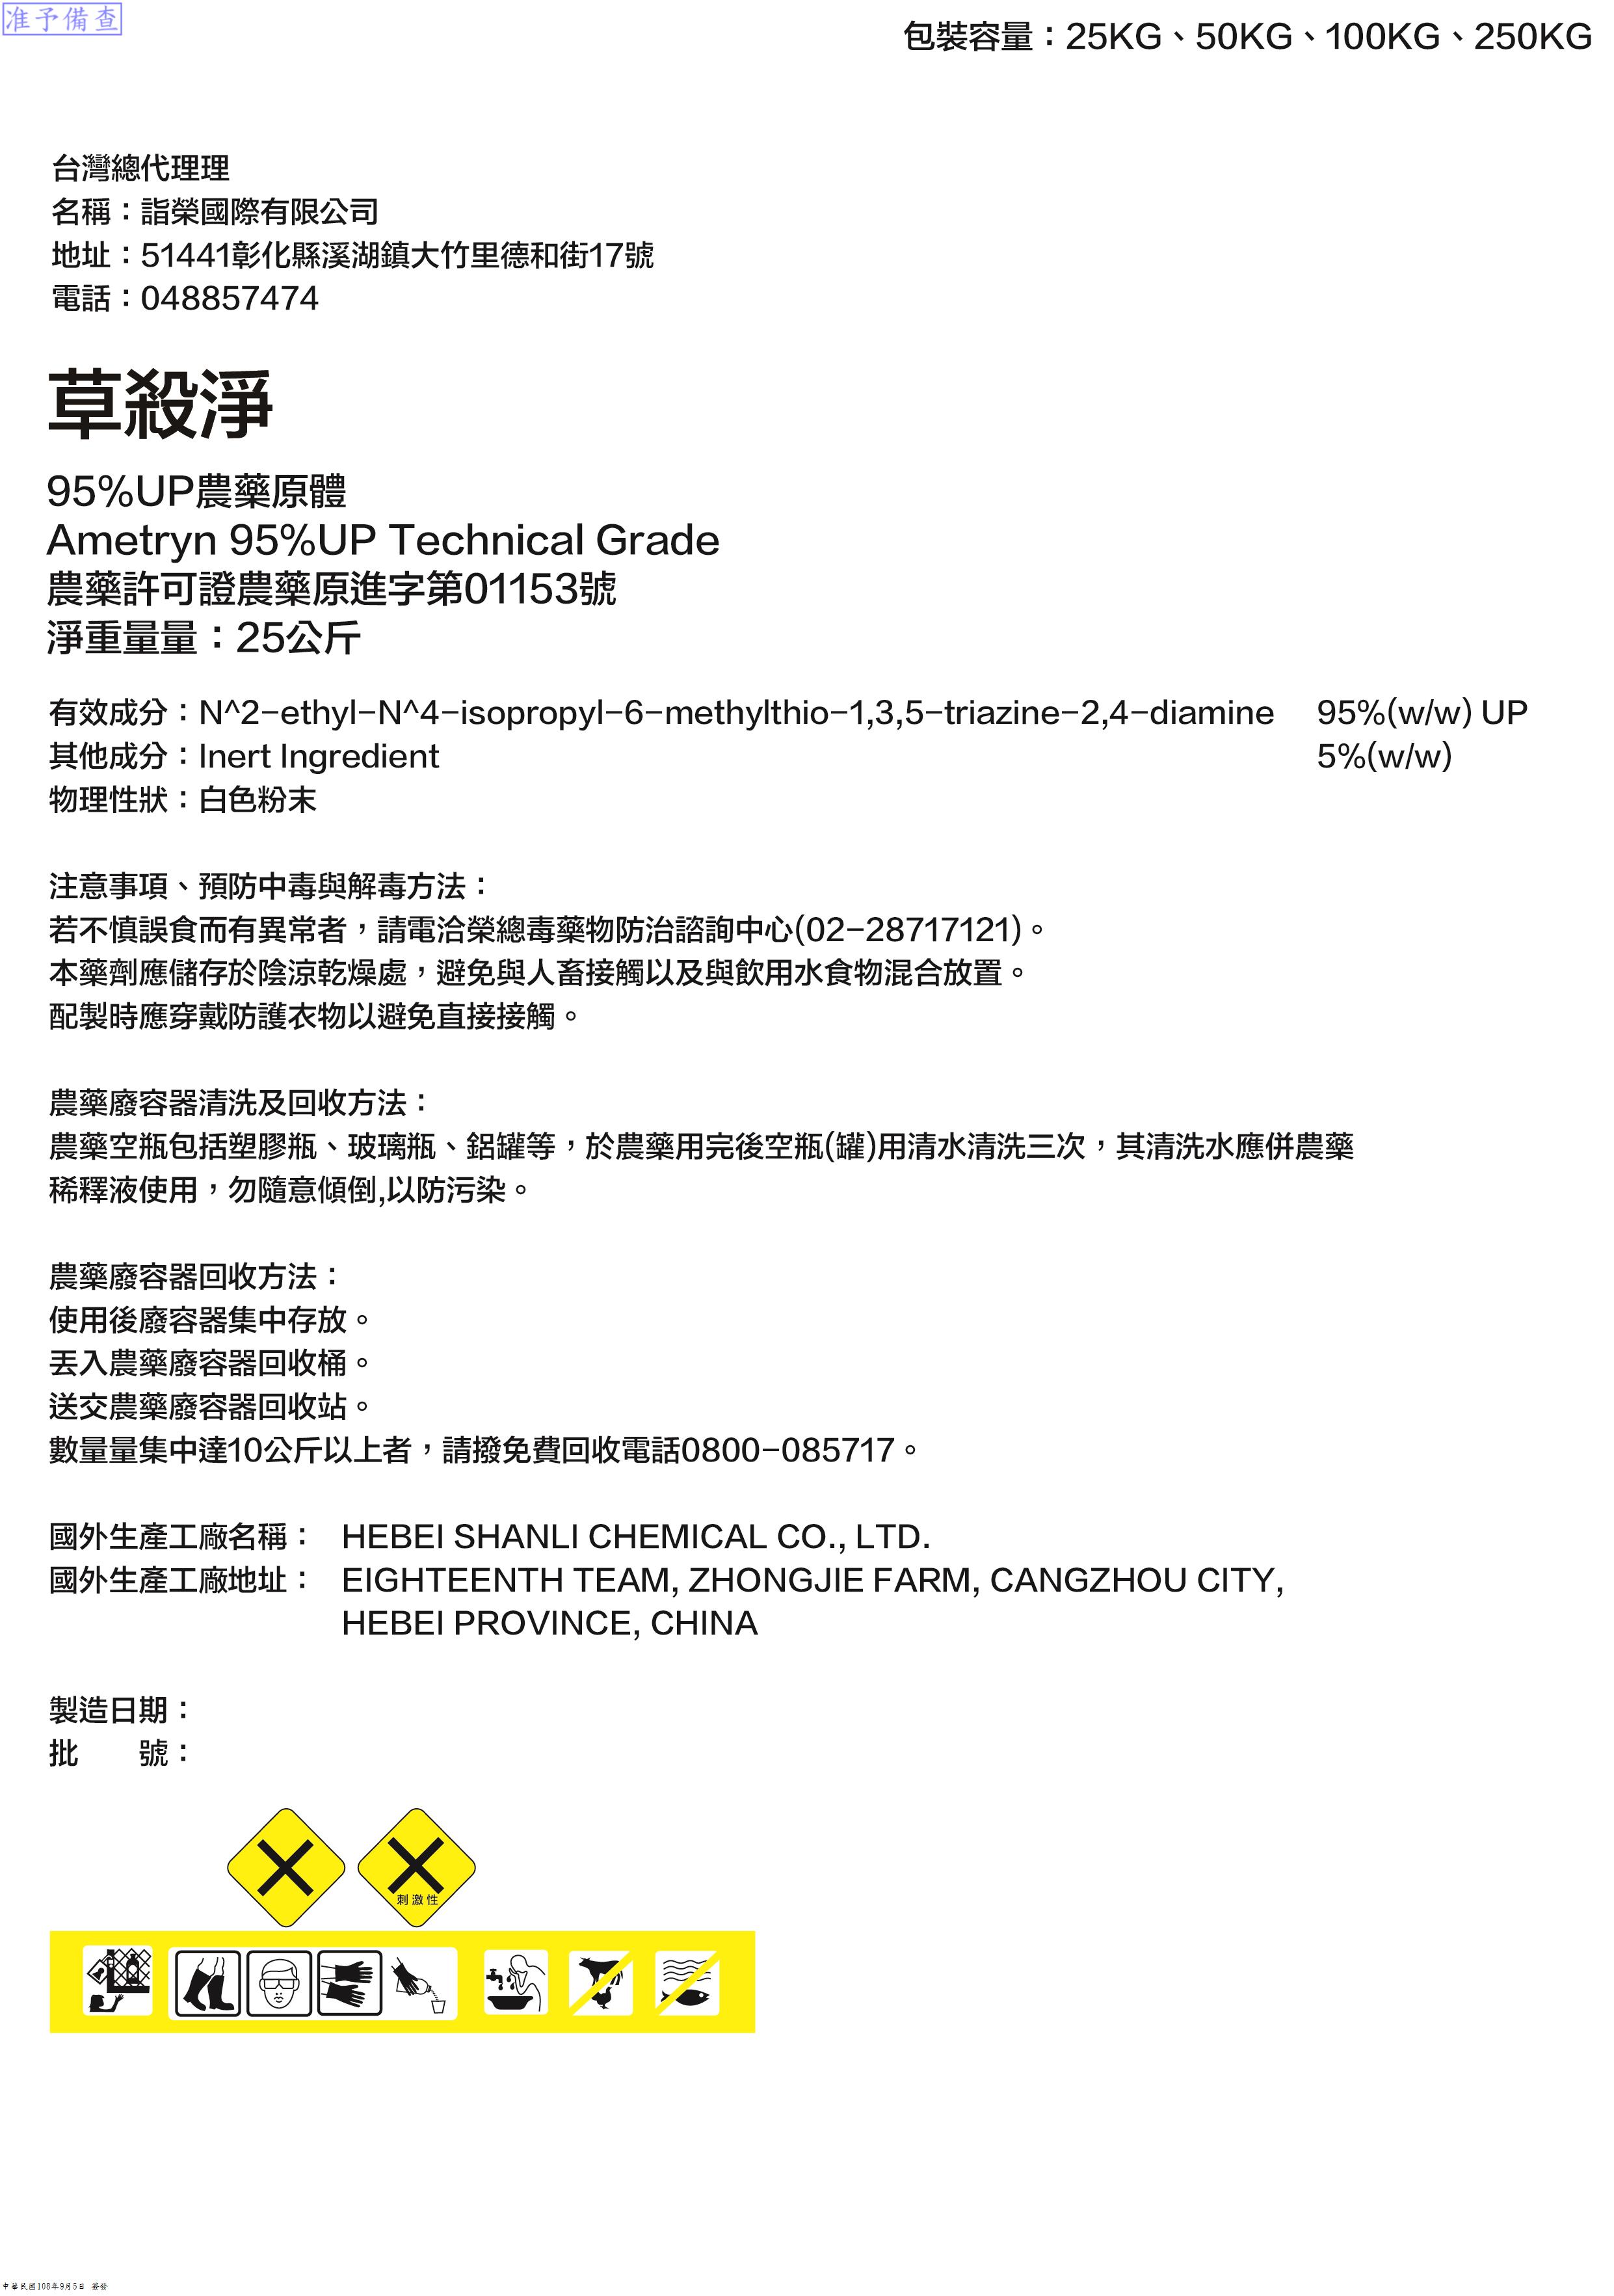 准予備查
包裝容量：25KG、50KG、100KG、250KG
台灣總代理理
名稱：詣榮國際有限公司
地址：51441彰化縣溪湖鎮大竹里德和街17號
電話：048857474
草殺淨
95%UP農藥原體
Ametryn 95%UP Technical Grade
農藥許可證農藥原進字第01153號
淨重量量：25公斤
有效成分：N^2-ethyl-N^4-isopropyl-6-methylthio-1,3,5-triazine-2,4-diamine 95%(w/w) UP
其他成分：Inert Ingredient 5%(w/w)
物理性狀：白色粉末
注意事項、預防中毒與解毒方法：
若不慎誤食而有異常者，請電洽榮總毒藥物防治諮詢中心(02-28717121)。
本藥劑應儲存於陰涼乾燥處，避免與人畜接觸以及與飲用水食物混合放置。
配製時應穿戴防護衣物以避免直接接觸。
農藥廢容器清洗及回收方法：
農藥空瓶包括塑膠瓶、玻璃瓶、鋁罐等，於農藥用完後空瓶(罐)用清水清洗三次，其清洗水應併農藥
稀釋液使用，勿隨意傾倒,以防污染。
農藥廢容器回收方法：
使用後廢容器集中存放。
丟入農藥廢容器回收桶。
送交農藥廢容器回收站。
數量量集中達10公斤以上者，請撥免費回收電話0800-085717。
國外生產工廠名稱： HEBEI SHANLI CHEMICAL CO., LTD.
國外生產工廠地址： EIGHTEENTH TEAM, ZHONGJIE FARM, CANGZHOU CITY,
HEBEI PROVINCE, CHINA
製造日期：
批　　號：
刺激性
中華民國108年9月5日 簽發